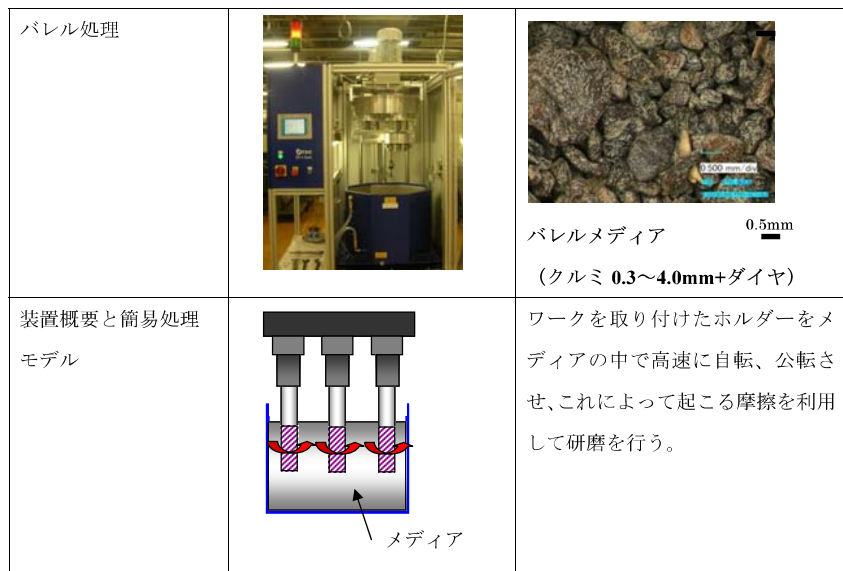 バレル処理
0.500 mm/div
バレルメディア
0.5mm
（クルミ 0.3～4.0mm+ダイヤ）
装置概要と簡易処理
モデル
メディア
ワークを取り付けたホルダーをメ
ディアの中で高速に自転、公転さ
せ、これによって起こる摩擦を利用
して研磨を行う。